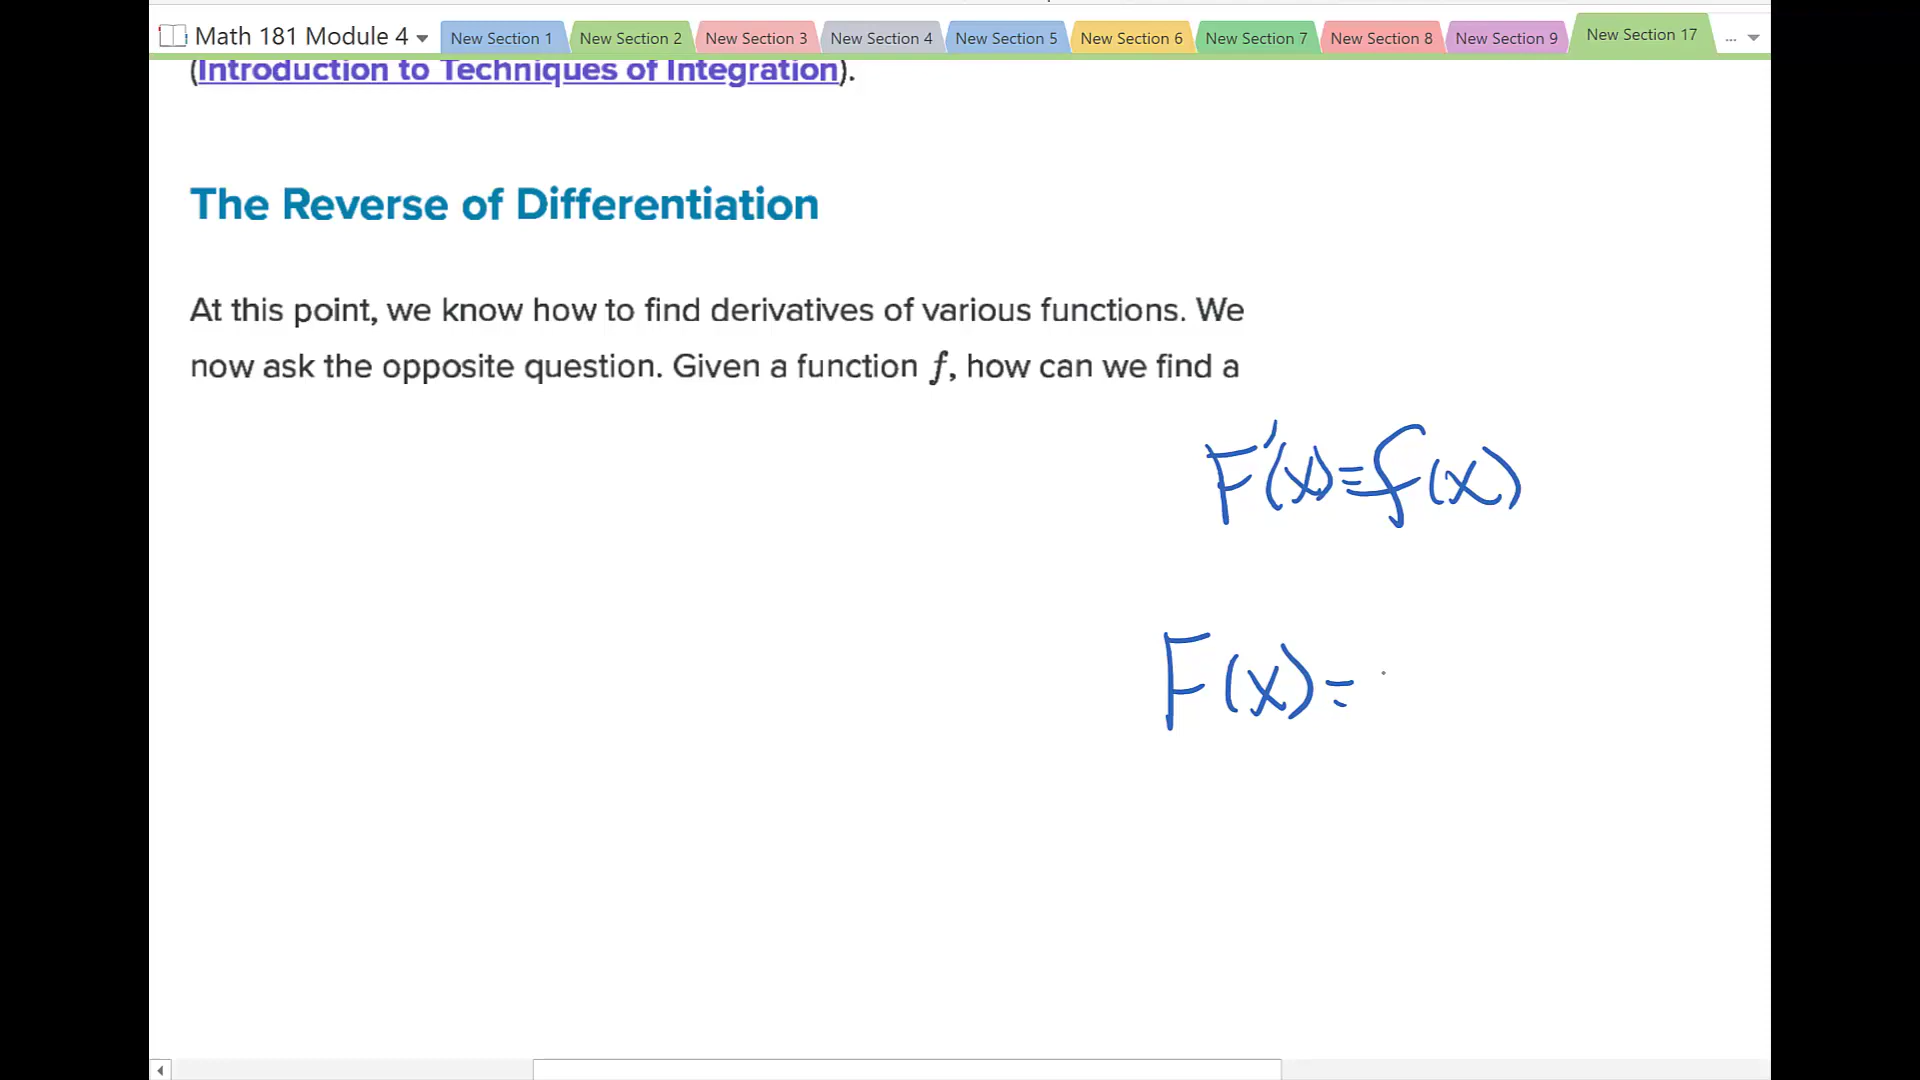 Math 181 Module 4 New Section 1 New Section 2 New Section 3 New Section 4 New Section 5 New Section 6 New Section 7 New Section 8 New Section 9 New Section 17 ...
(Introduction to Techniques of Integration).
The Reverse of Differentiation
At this point, we know how to find derivatives of various functions. We
now ask the opposite question. Given a function f, how can we find a
F'(x)=f(x)
F(x)=